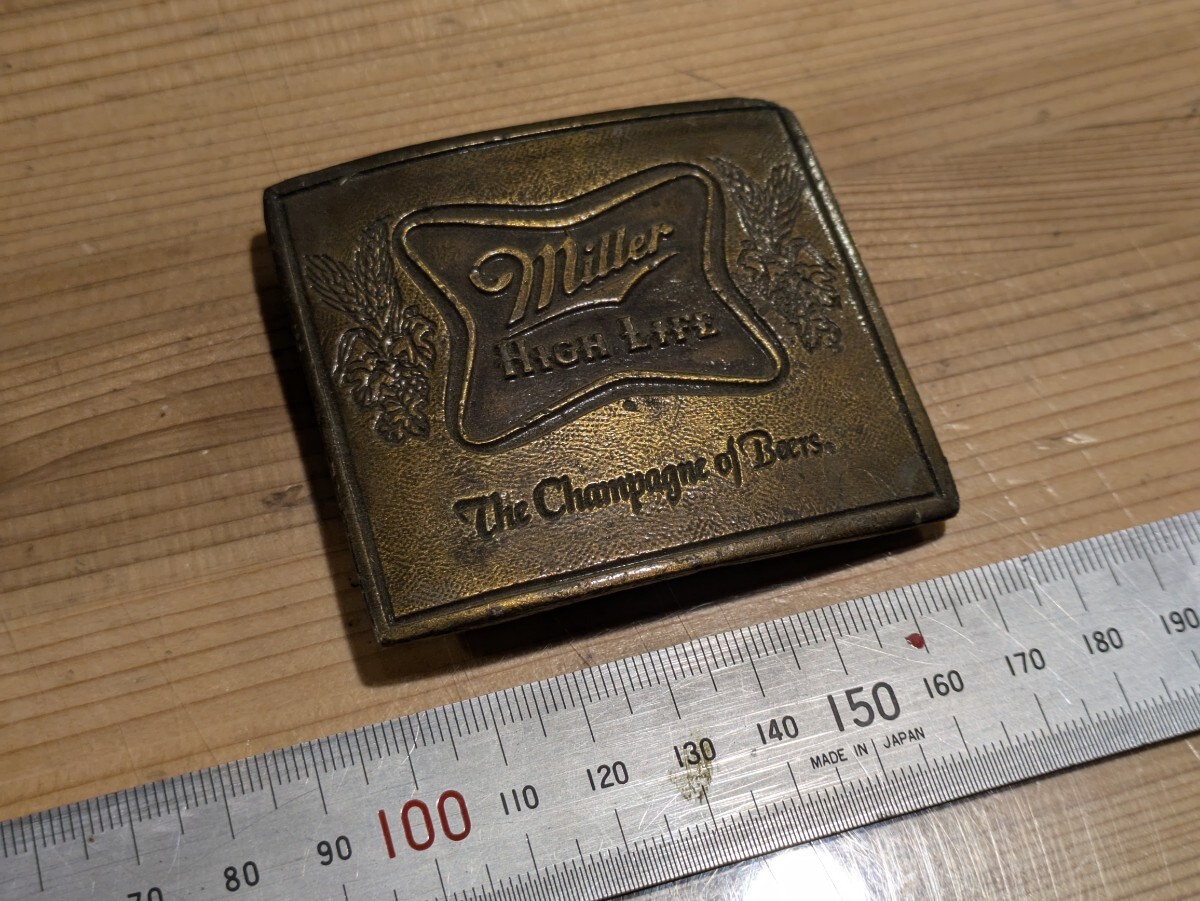 Miller
HIGH LIFE
The Champagne of Beers.
70 80 90 100 110 120 130 140 150 160 170 180 190
MADE IN JAPAN